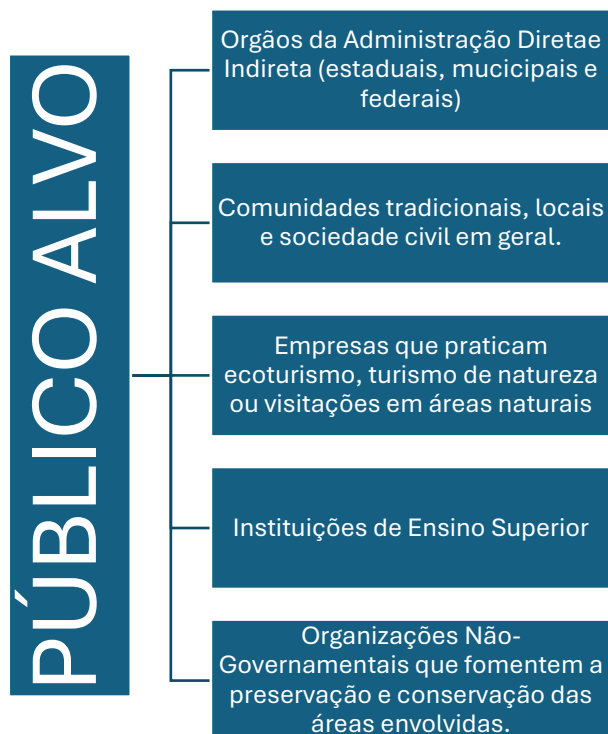 PÚBLICO ALVO
Orgãos da Administração Diretae
Indireta (estaduais, mucicipais e
federais)
Comunidades tradicionais, locais
e sociedade civil em geral.
Empresas que praticam
ecoturismo, turismo de natureza
ou visitações em áreas naturais
Instituições de Ensino Superior
Organizações Não-
Governamentais que fomentem a
preservação e conservação das
áreas envolvidas.